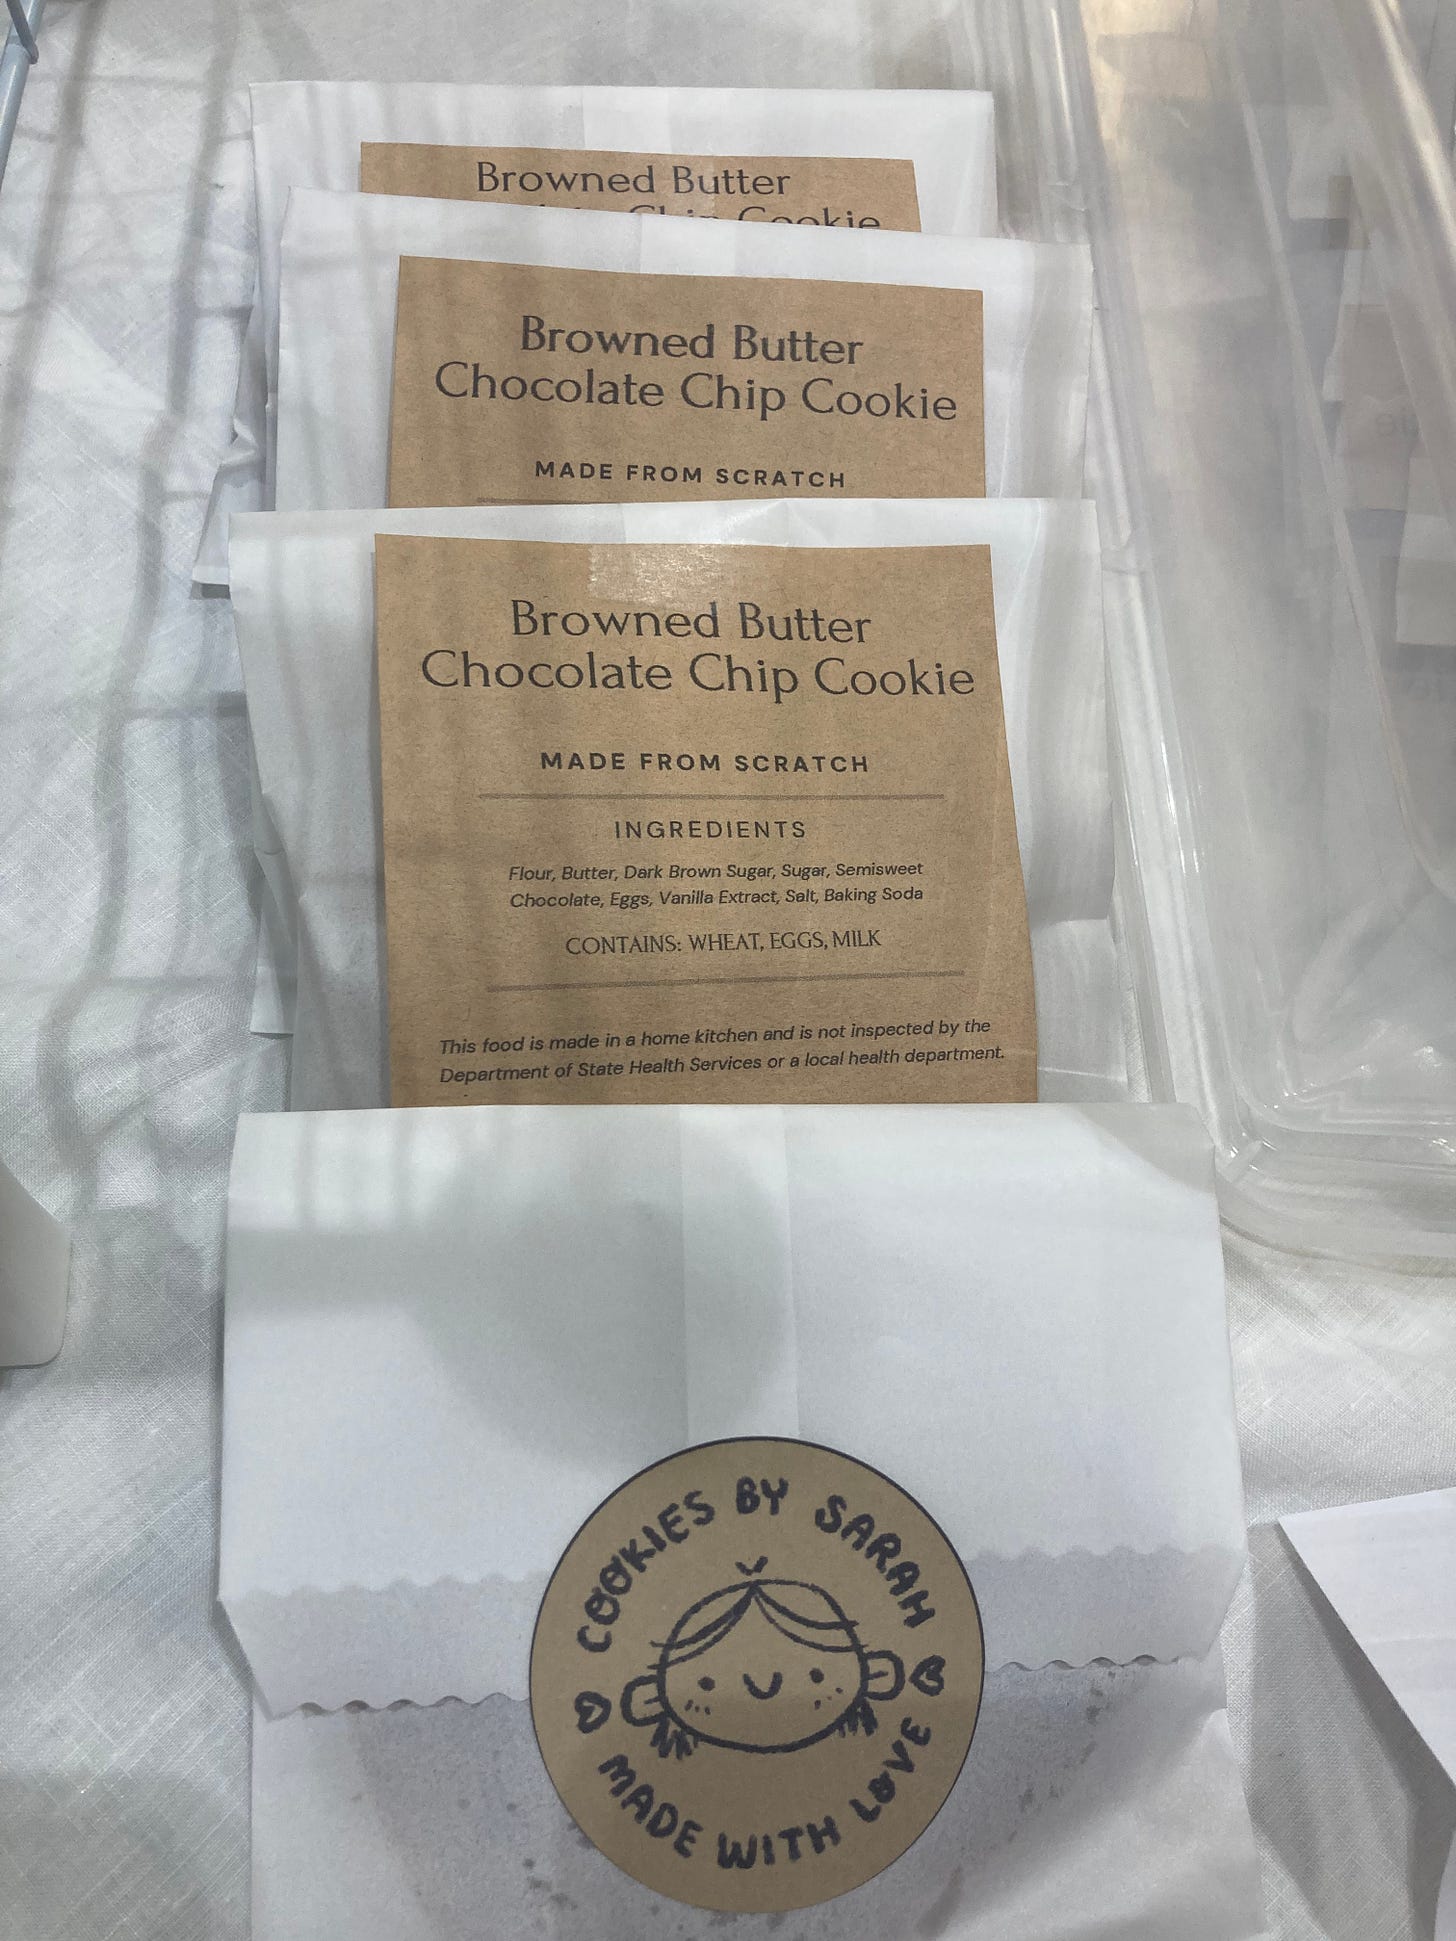 Browned Butter
Chip Cookie
Browned Butter
Chocolate Chip Cookie
MADE FROM SCRATCH
Browned Butter
Chocolate Chip Cookie
MADE FROM SCRATCH
INGREDIENTS
Flour, Butter, Dark Brown Sugar, Sugar, Semisweet
Chocolate, Eggs, Vanilla Extract, Salt, Baking Soda
CONTAINS: WHEAT, EGGS, MILK
This food is made in a home kitchen and is not inspected by the
Department of State Health Services or a local health department.
COOKIES BY SARAH
MADE WITH LOVE